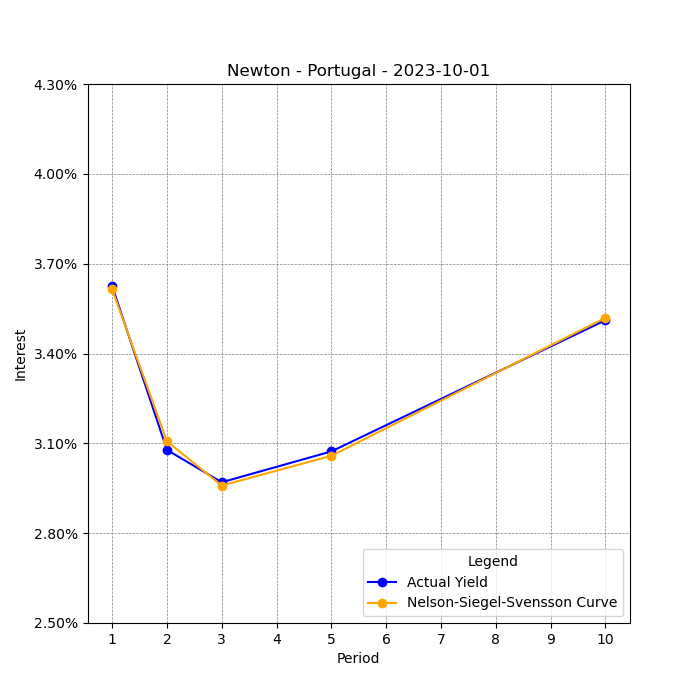 Newton - Portugal - 2023-10-01
4.30%
4.00%
3.70%
3.40%
3.10%
2.80%
2.50%
Interest
Legend
Actual Yield
Nelson-Siegel-Svensson Curve
1 2 3 4 5 6 7 8 9 10
Period